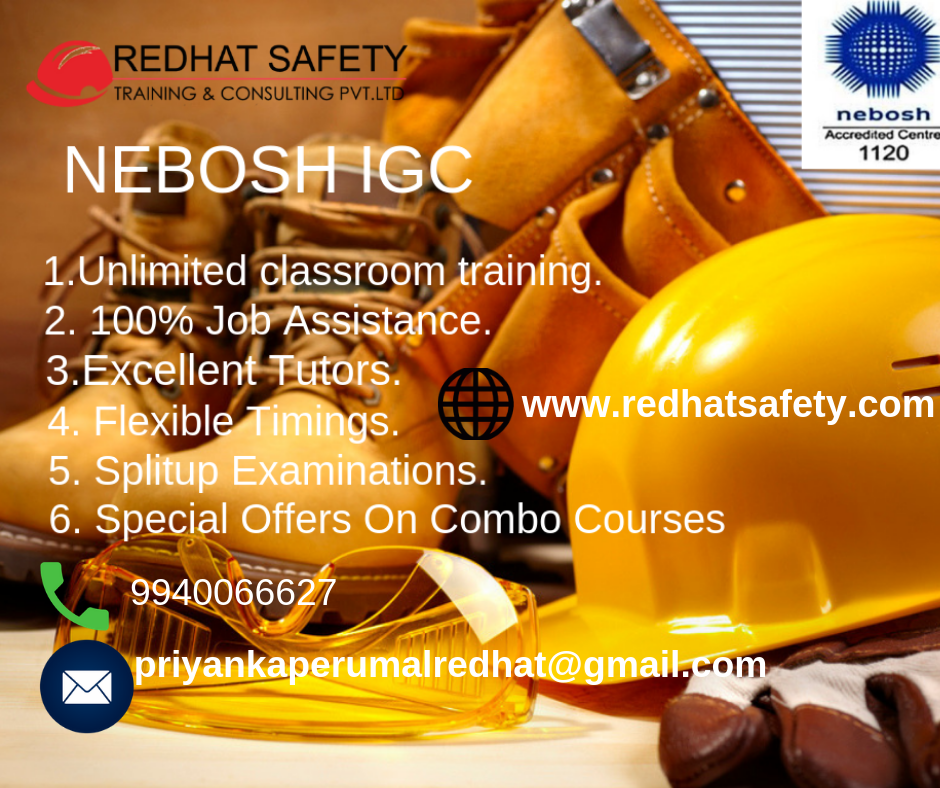 REDHAT SAFETY
TRAINING & CONSULTING PVT.LTD
nebosh
Accredited Centre
1120
NEBOSH IGC
1.Unlimited classroom training.
2. 100% Job Assistance.
3.Excellent Tutors.
4. Flexible Timings.
www.redhatsafety.com
5. Splitup Examinations.
6. Special Offers On Combo Courses
9940066627
priyankaperumalredhat@gmail.com